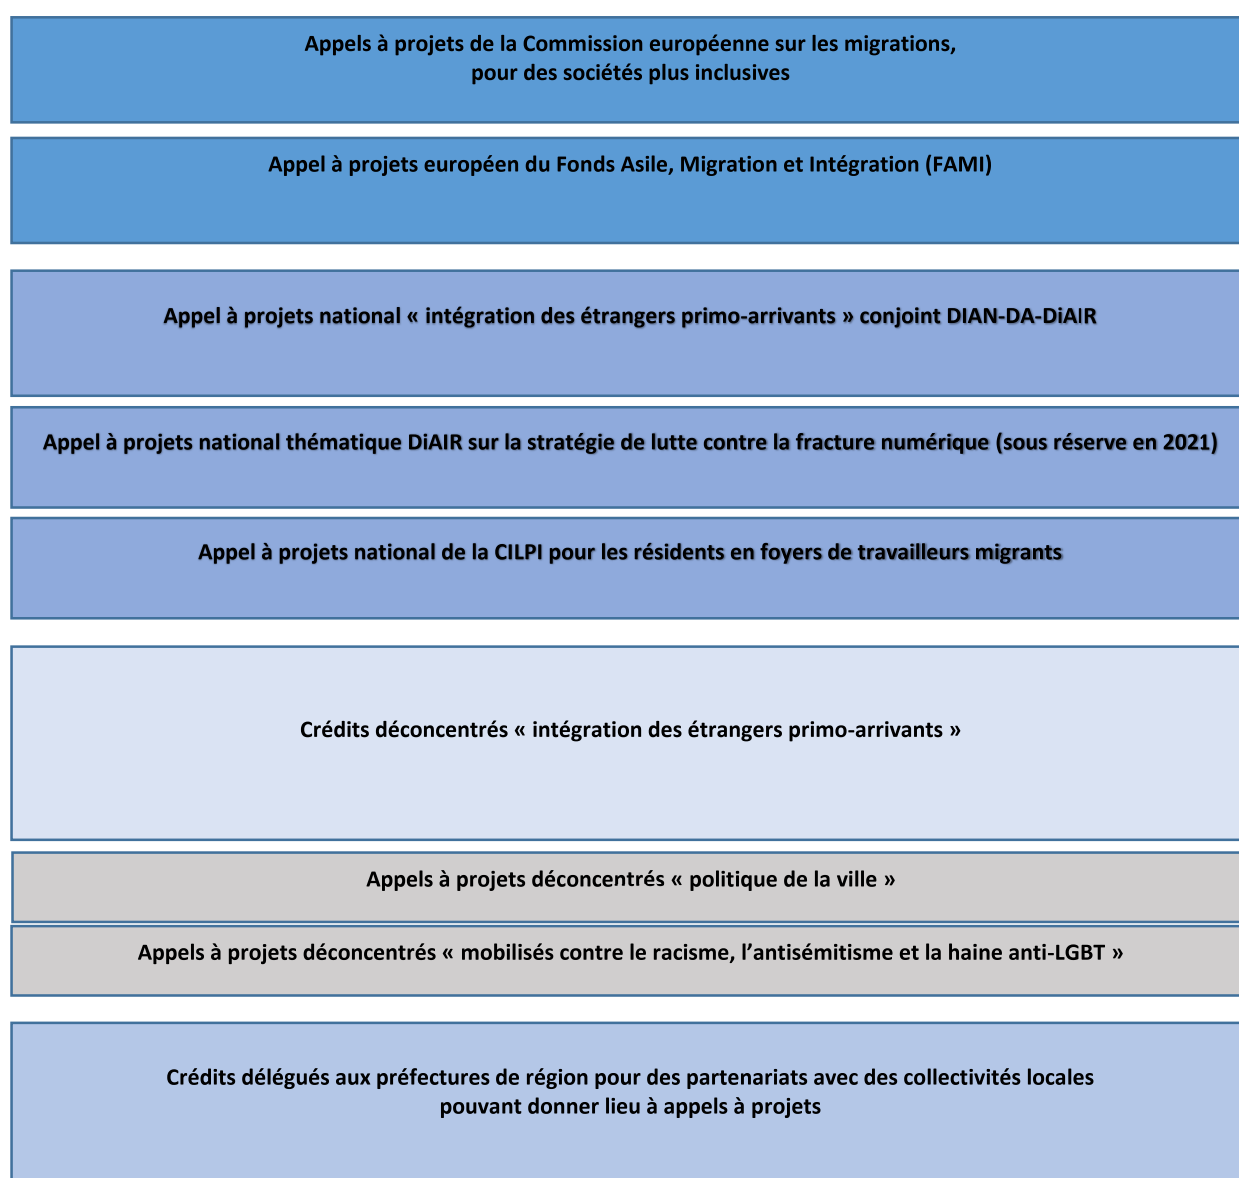 Appels à projets de la Commission européenne sur les migrations,
pour des sociétés plus inclusives
Appel à projets européen du Fonds Asile, Migration et Intégration (FAMI)
Appel à projets national « intégration des étrangers primo-arrivants » conjoint DIAN-DA-DiAIR
Appel à projets national thématique DiAIR sur la stratégie de lutte contre la fracture numérique (sous réserve en 2021)
Appel à projets national de la CILPI pour les résidents en foyers de travailleurs migrants
Crédits déconcentrés « intégration des étrangers primo-arrivants »
Appels à projets déconcentrés « politique de la ville »
Appels à projets déconcentrés « mobilisés contre le racisme, l’antisémitisme et la haine anti-LGBT »
Crédits délégués aux préfectures de région pour des partenariats avec des collectivités locales
pouvant donner lieu à appels à projets